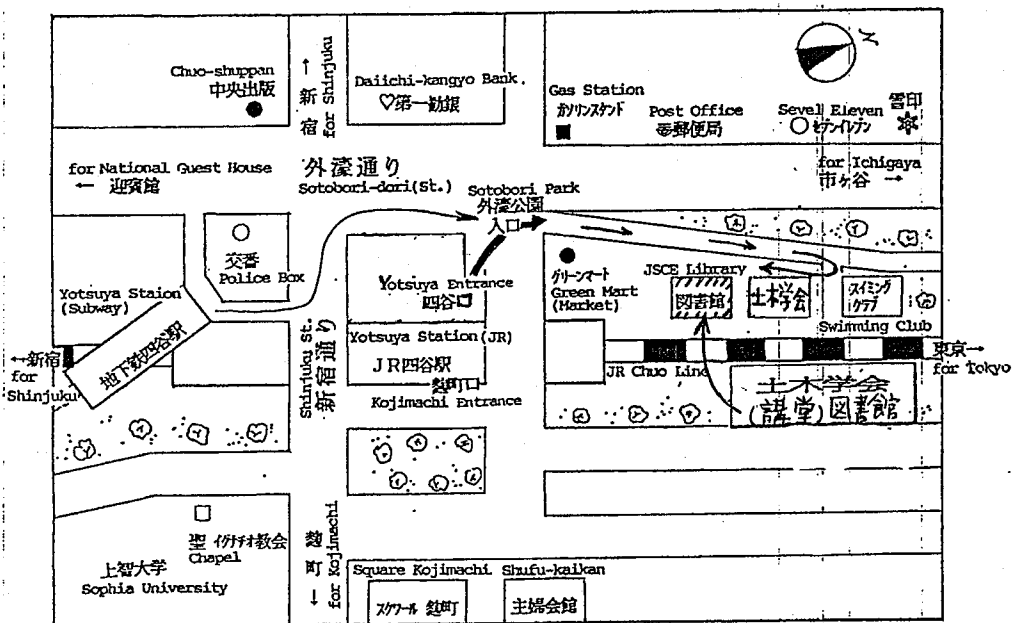 Chuo-shuppan
中央出版
↑
新宿
for Shinjuku
Daiichi-kangyo Bank.
♡第一勧銀
Gas Station
ガソリンスタンド
Post Office
〒郵便局
Sevel Eleven
セブンイレブン
雪印
N
for National Guest House
← 迎賓館
外濠通り
Sotobori-dori(St.)
Sotobori Park
外濠公園
入口
for Ichigaya
市ヶ谷 →
交番
Police Box
Yotsuya Entrance
四谷口
グリーンマート
Green Mart
(Market)
JSCE Library
図書館
土木学会
スイミング
クラブ
Swimming Club
Yotsuya Staion
(Subway)
地下鉄四谷駅
←新宿
for
Shinjuku
Shinjuku St.
新宿通り
Yotsuya Station(JR)
JR四谷駅
麹町口
Kojimachi Entrance
JR Chuo Line
東京→
for Tokyo
土木学会
(講堂)図書館
聖イグナチオ教会
Chapel
上智大学
Sophia University
麹町
↓
for Kojimachi
Square Kojimachi
スクワール 麹町
Shufu-kaikan
主婦会館